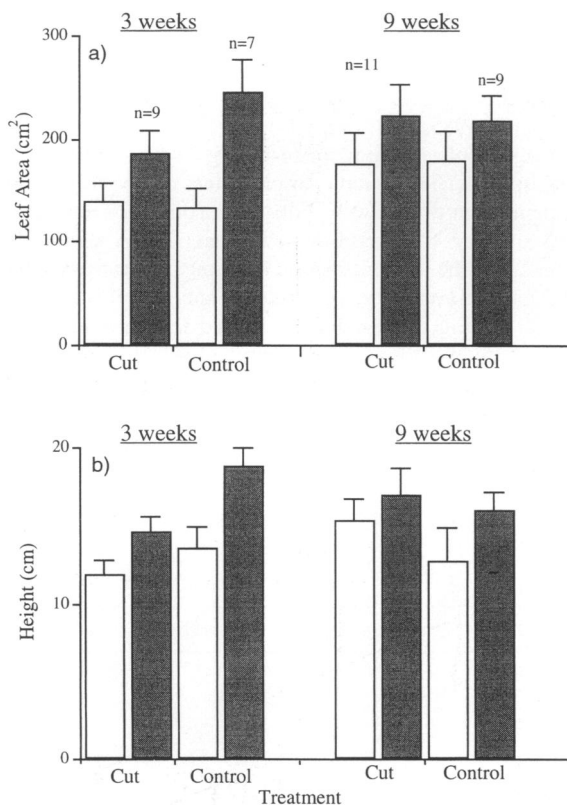 3 weeks 9 weeks
a)
300
200
100
0
Leaf Area (cm²)
n=9
n=7
n=11
n=9
Cut Control Cut Control
3 weeks 9 weeks
b)
20
10
0
Height (cm)
Cut Control Cut Control
Treatment